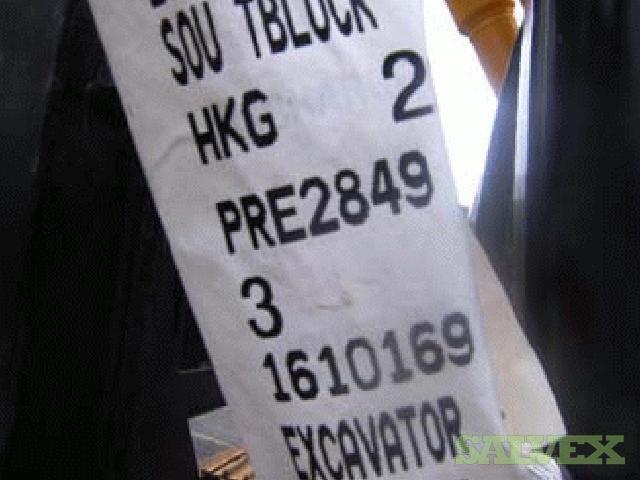 SOU TBLOCK
HKG 2
PRE2849
3
1610169
EXCAVATOR
SALVEX